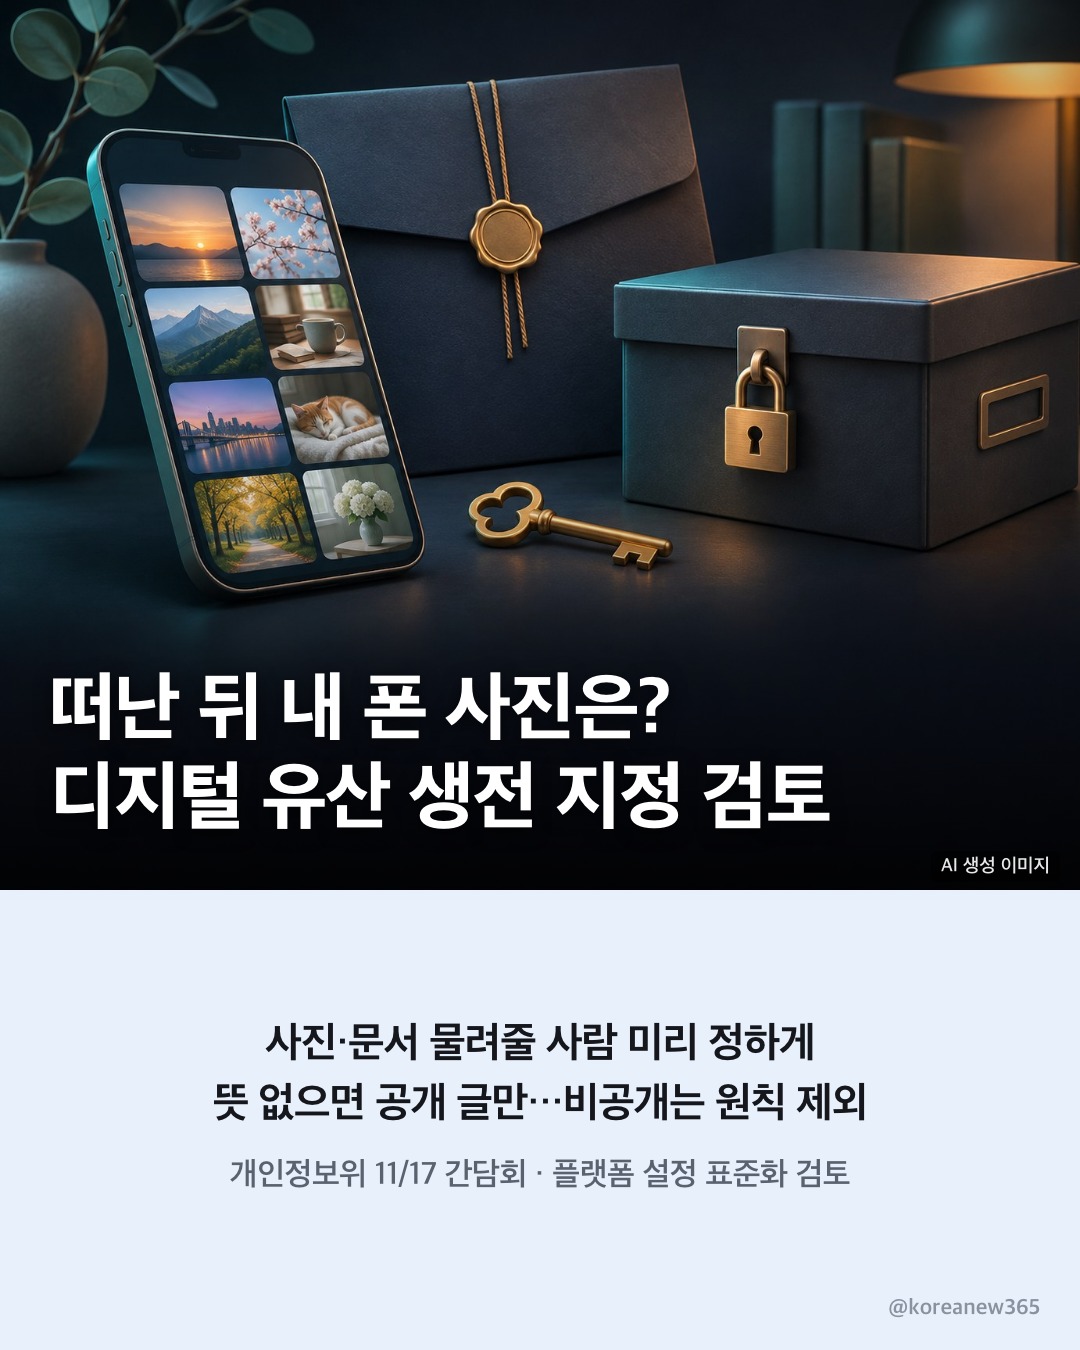 떠난 뒤 내 폰 사진은?
디지털 유산 생전 지정 검토
AI 생성 이미지
사진·문서 물려줄 사람 미리 정하게
뜻 없으면 공개 글만…비공개는 원칙 제외
개인정보위 11/17 간담회 · 플랫폼 설정 표준화 검토
@koreanew365